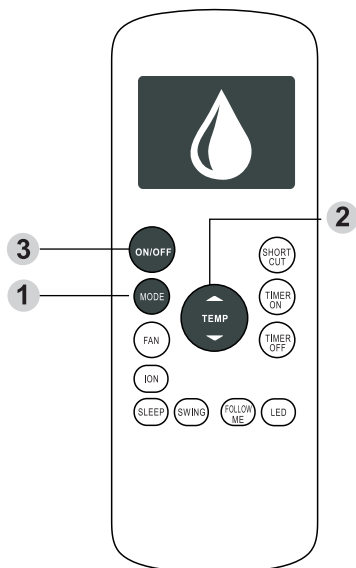 2
3
ON/OFF
SHORT
CUT
1
MODE
TEMP
TIMER
ON
FAN
TIMER
OFF
ION
SLEEP
SWING
FOLLOW
ME
LED